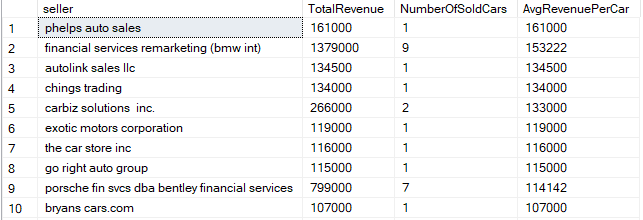 seller TotalRevenue NumberOfSoldCars AvgRevenuePerCar
1 phelps auto sales 161000 1 161000
2 financial services remarketing (bmw int) 1379000 9 153222
3 autolink sales llc 134500 1 134500
4 chings trading 134000 1 134000
5 carbiz solutions  inc. 266000 2 133000
6 exotic motors corporation 119000 1 119000
7 the car store inc 116000 1 116000
8 go right auto group 115000 1 115000
9 porsche fin svcs dba bentley financial services 799000 7 114142
10 bryans cars.com 107000 1 107000